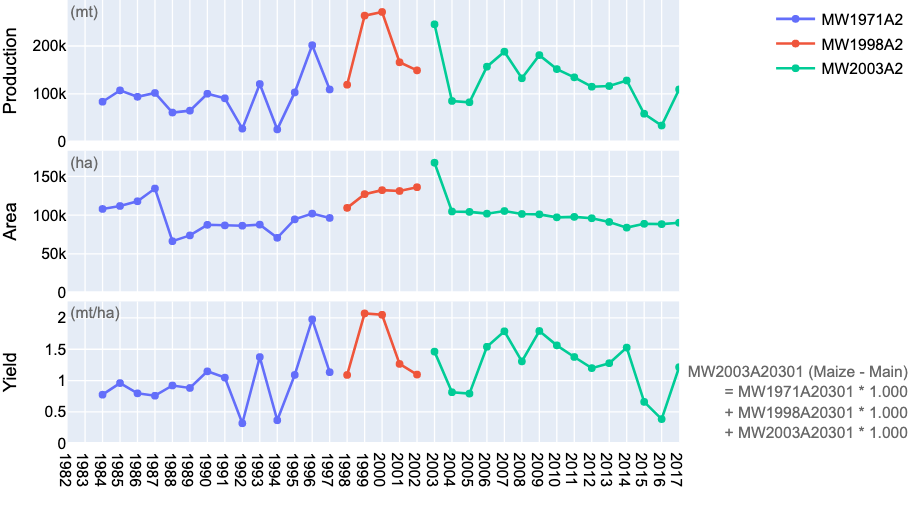 (mt)
Production
200k
100k
0
MW1971A2
MW1998A2
MW2003A2
(ha)
Area
150k
100k
50k
0
(mt/ha)
Yield
2
1.5
1
0.5
0
MW2003A20301 (Maize - Main)
= MW1971A20301 * 1.000
+ MW1998A20301 * 1.000
+ MW2003A20301 * 1.000
1982
1983
1984
1985
1986
1987
1988
1989
1990
1991
1992
1993
1994
1995
1996
1997
1998
1999
2000
2001
2002
2003
2004
2005
2006
2007
2008
2009
2010
2011
2012
2013
2014
2015
2016
2017